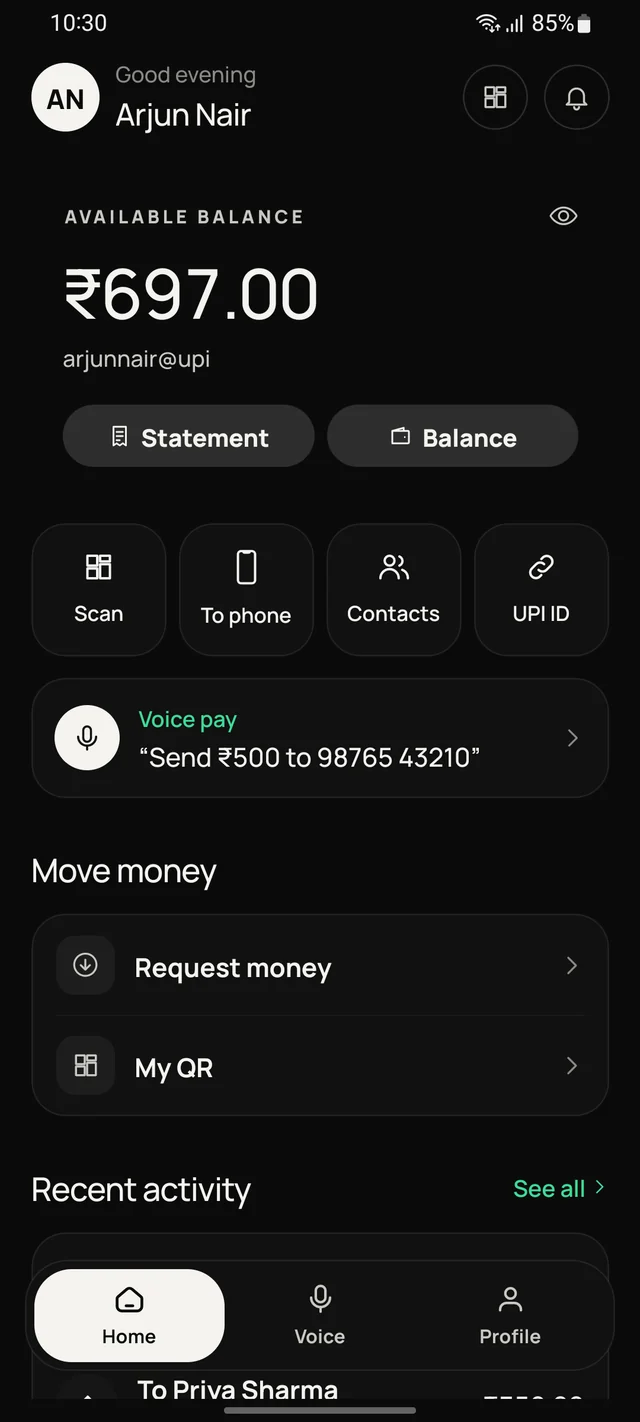 10:30
85%
AN
Good evening
Arjun Nair
AVAILABLE BALANCE
₹697.00
arjunnair@upi
Statement
Balance
Scan
To phone
Contacts
UPI ID
Voice pay
“Send ₹500 to 98765 43210”
Move money
Request money
My QR
Recent activity
See all
Home
Voice
Profile
To Priya Sharma